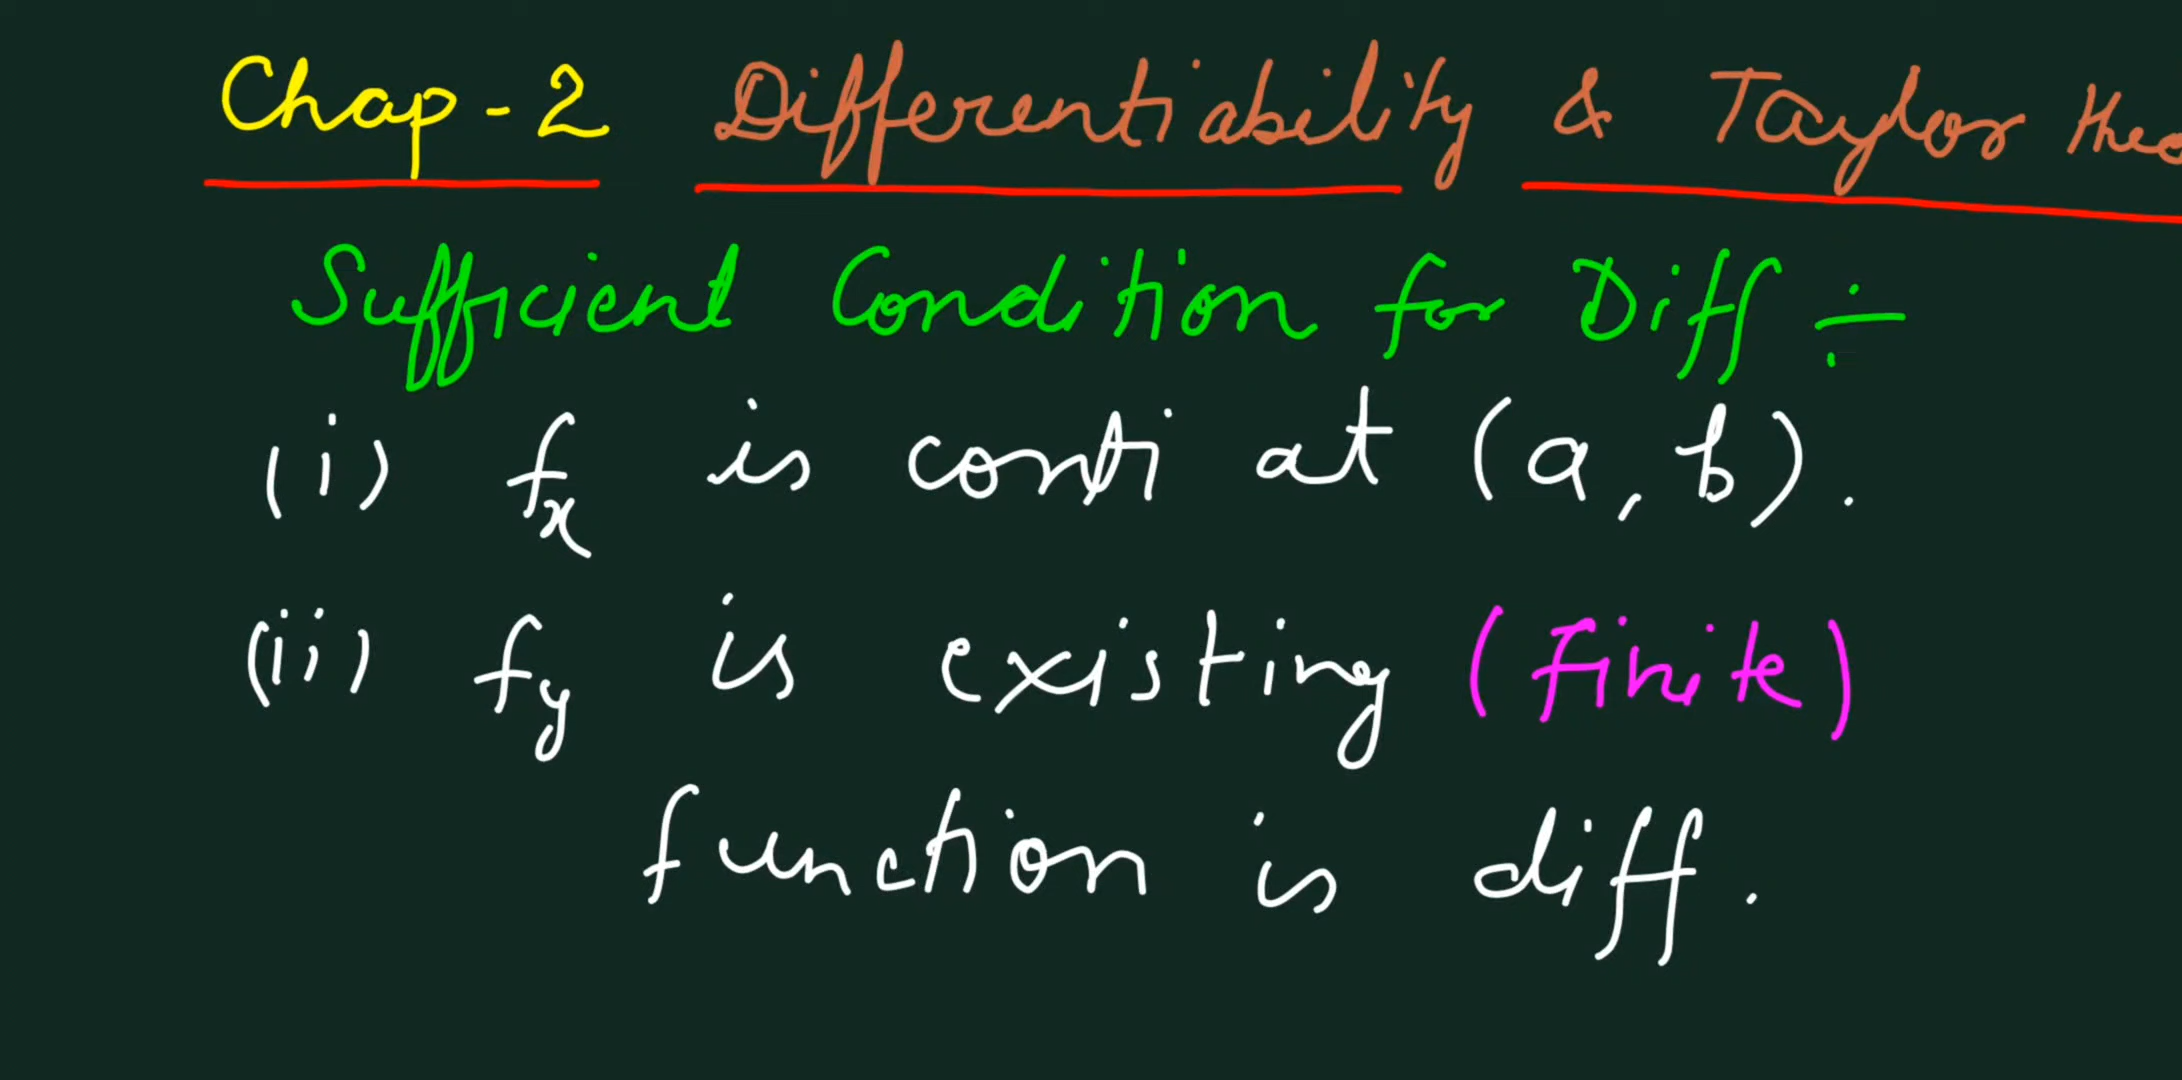 Chap-2 Differentiability & Taylor theo
Sufficient Condition for Diff ÷
(i) fx is conti at (a, b).
(ii) fy is existing (finite)
function is diff.